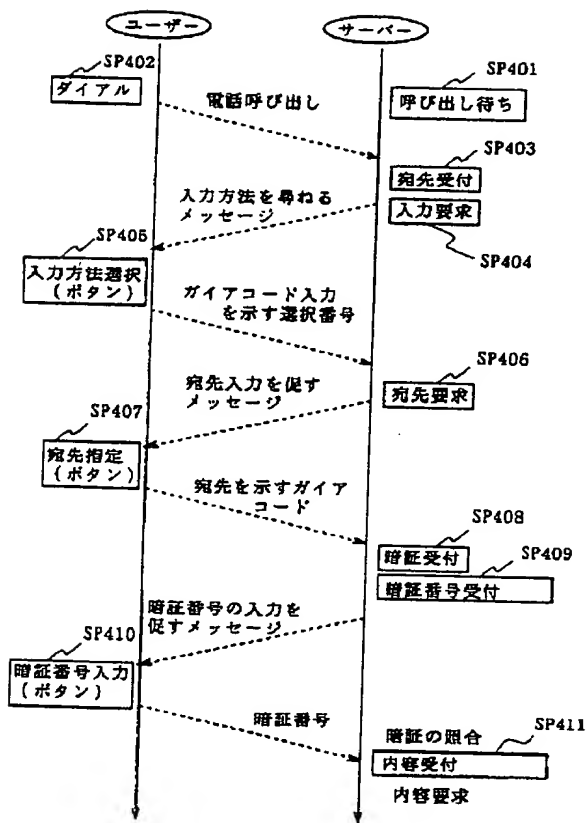 ユーザー
サーバー
SP402
ダイアル
電話呼び出し
SP401
呼び出し待ち
SP403
宛先受付
入力方法を尋ねる
メッセージ
入力要求
SP404
SP405
入力方法選択
(ボタン)
ガイアコード入力
を示す選択番号
SP406
宛先入力を促す
メッセージ
宛先要求
SP407
宛先指定
(ボタン)
宛先を示すガイア
コード
SP408
暗証受付
SP409
暗証番号受付
暗証番号の入力を
促すメッセージ
SP410
暗証番号入力
(ボタン)
暗証番号
暗証の照合
SP411
内容受付
内容要求